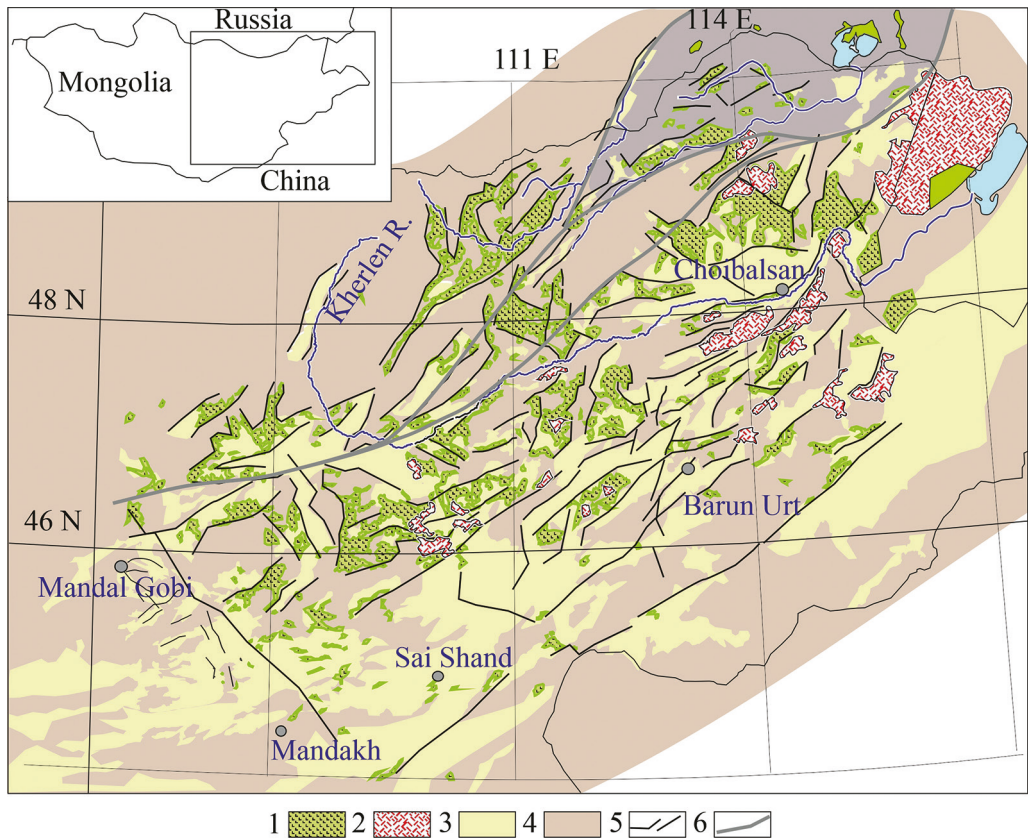 Russia
Mongolia
China
114 E
111 E
Kherlen R.
48 N
Choibalsan
Barun Urt
46 N
Mandal Gobi
Sai Shand
Mandakh
1 2 3 4 5 6